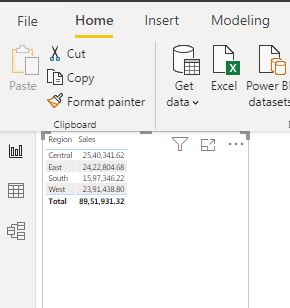 File Home Insert Modeling
Cut
Copy
Paste Format painter
Get data Excel Power BI datasets
Clipboard
Region Sales
Central 25,40,341.62
East 24,22,804.68
South 15,97,346.22
West 23,91,438.80
Total 89,51,931.32